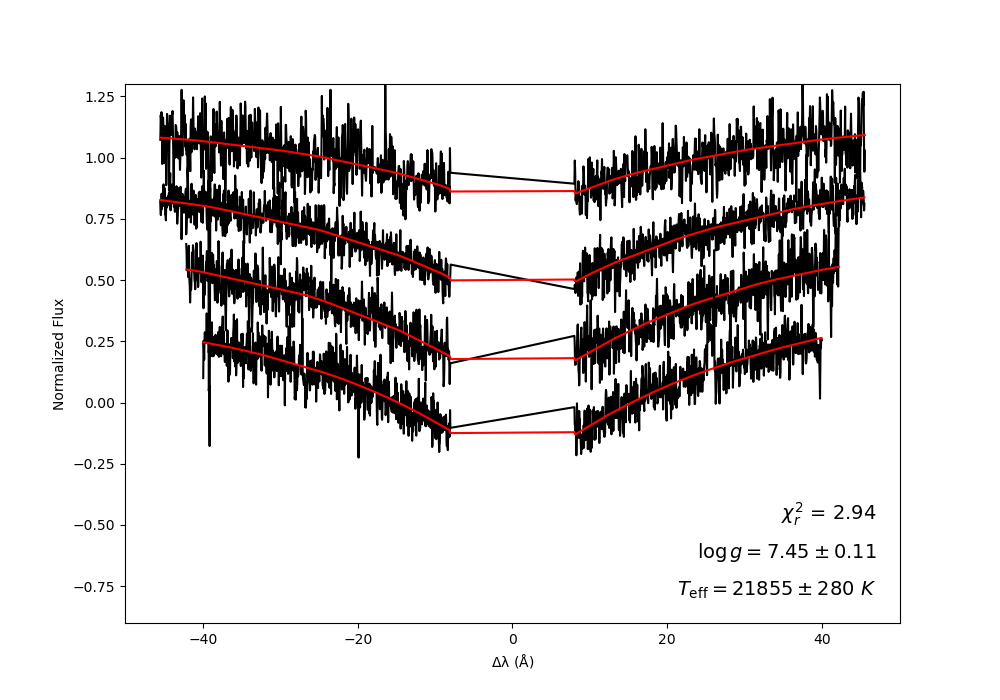 1.25
1.00
0.75
0.50
0.25
0.00
−0.25
−0.50
−0.75
Normalized Flux
χ²ᵣ = 2.94
log g = 7.45 ± 0.11
T_eff = 21855 ± 280 K
−40 −20 0 20 40
Δλ (Å)